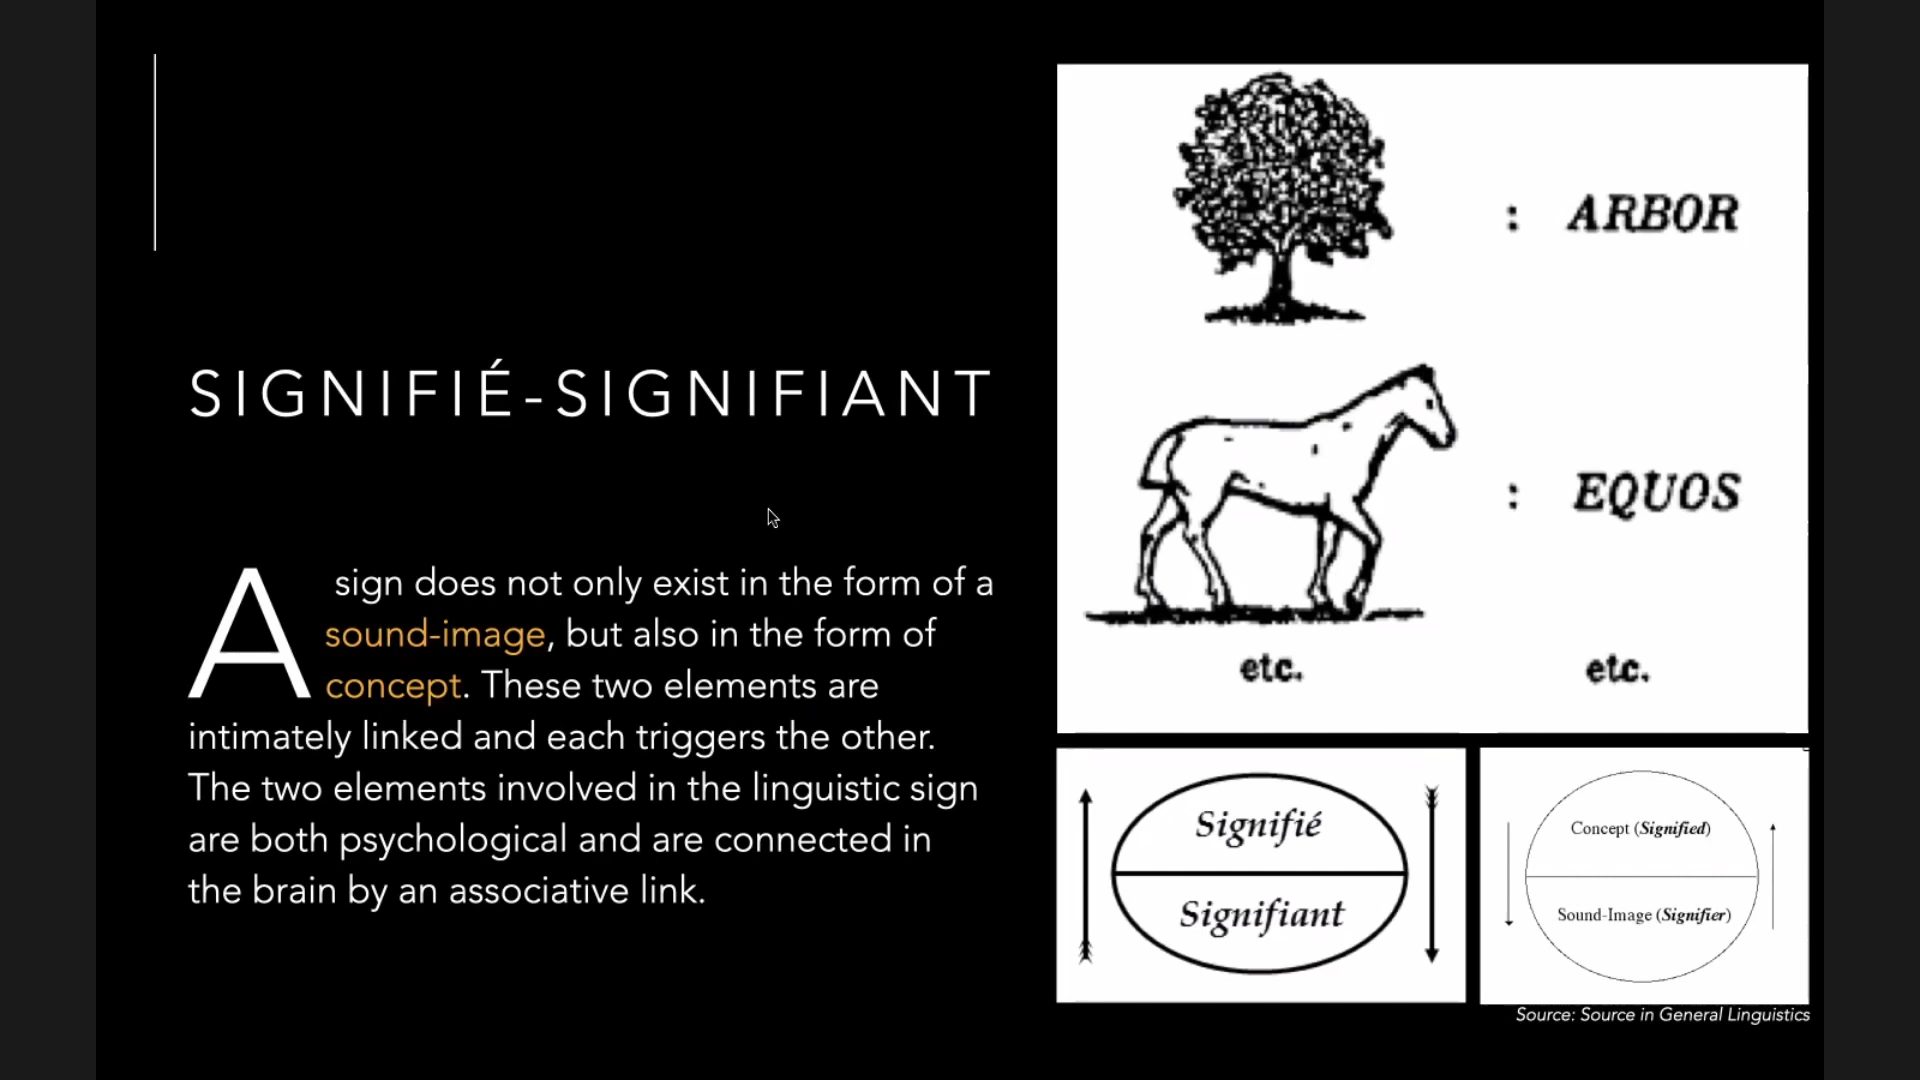 SIGNIFIÉ-SIGNIFIANT
A sign does not only exist in the form of a
sound-image, but also in the form of
concept. These two elements are
intimately linked and each triggers the other.
The two elements involved in the linguistic sign
are both psychological and are connected in
the brain by an associative link.
: ARBOR
: EQUOS
etc. etc.
Signifié
Signifiant
Concept (Signified)
Sound-Image (Signifier)
Source: Source in General Linguistics